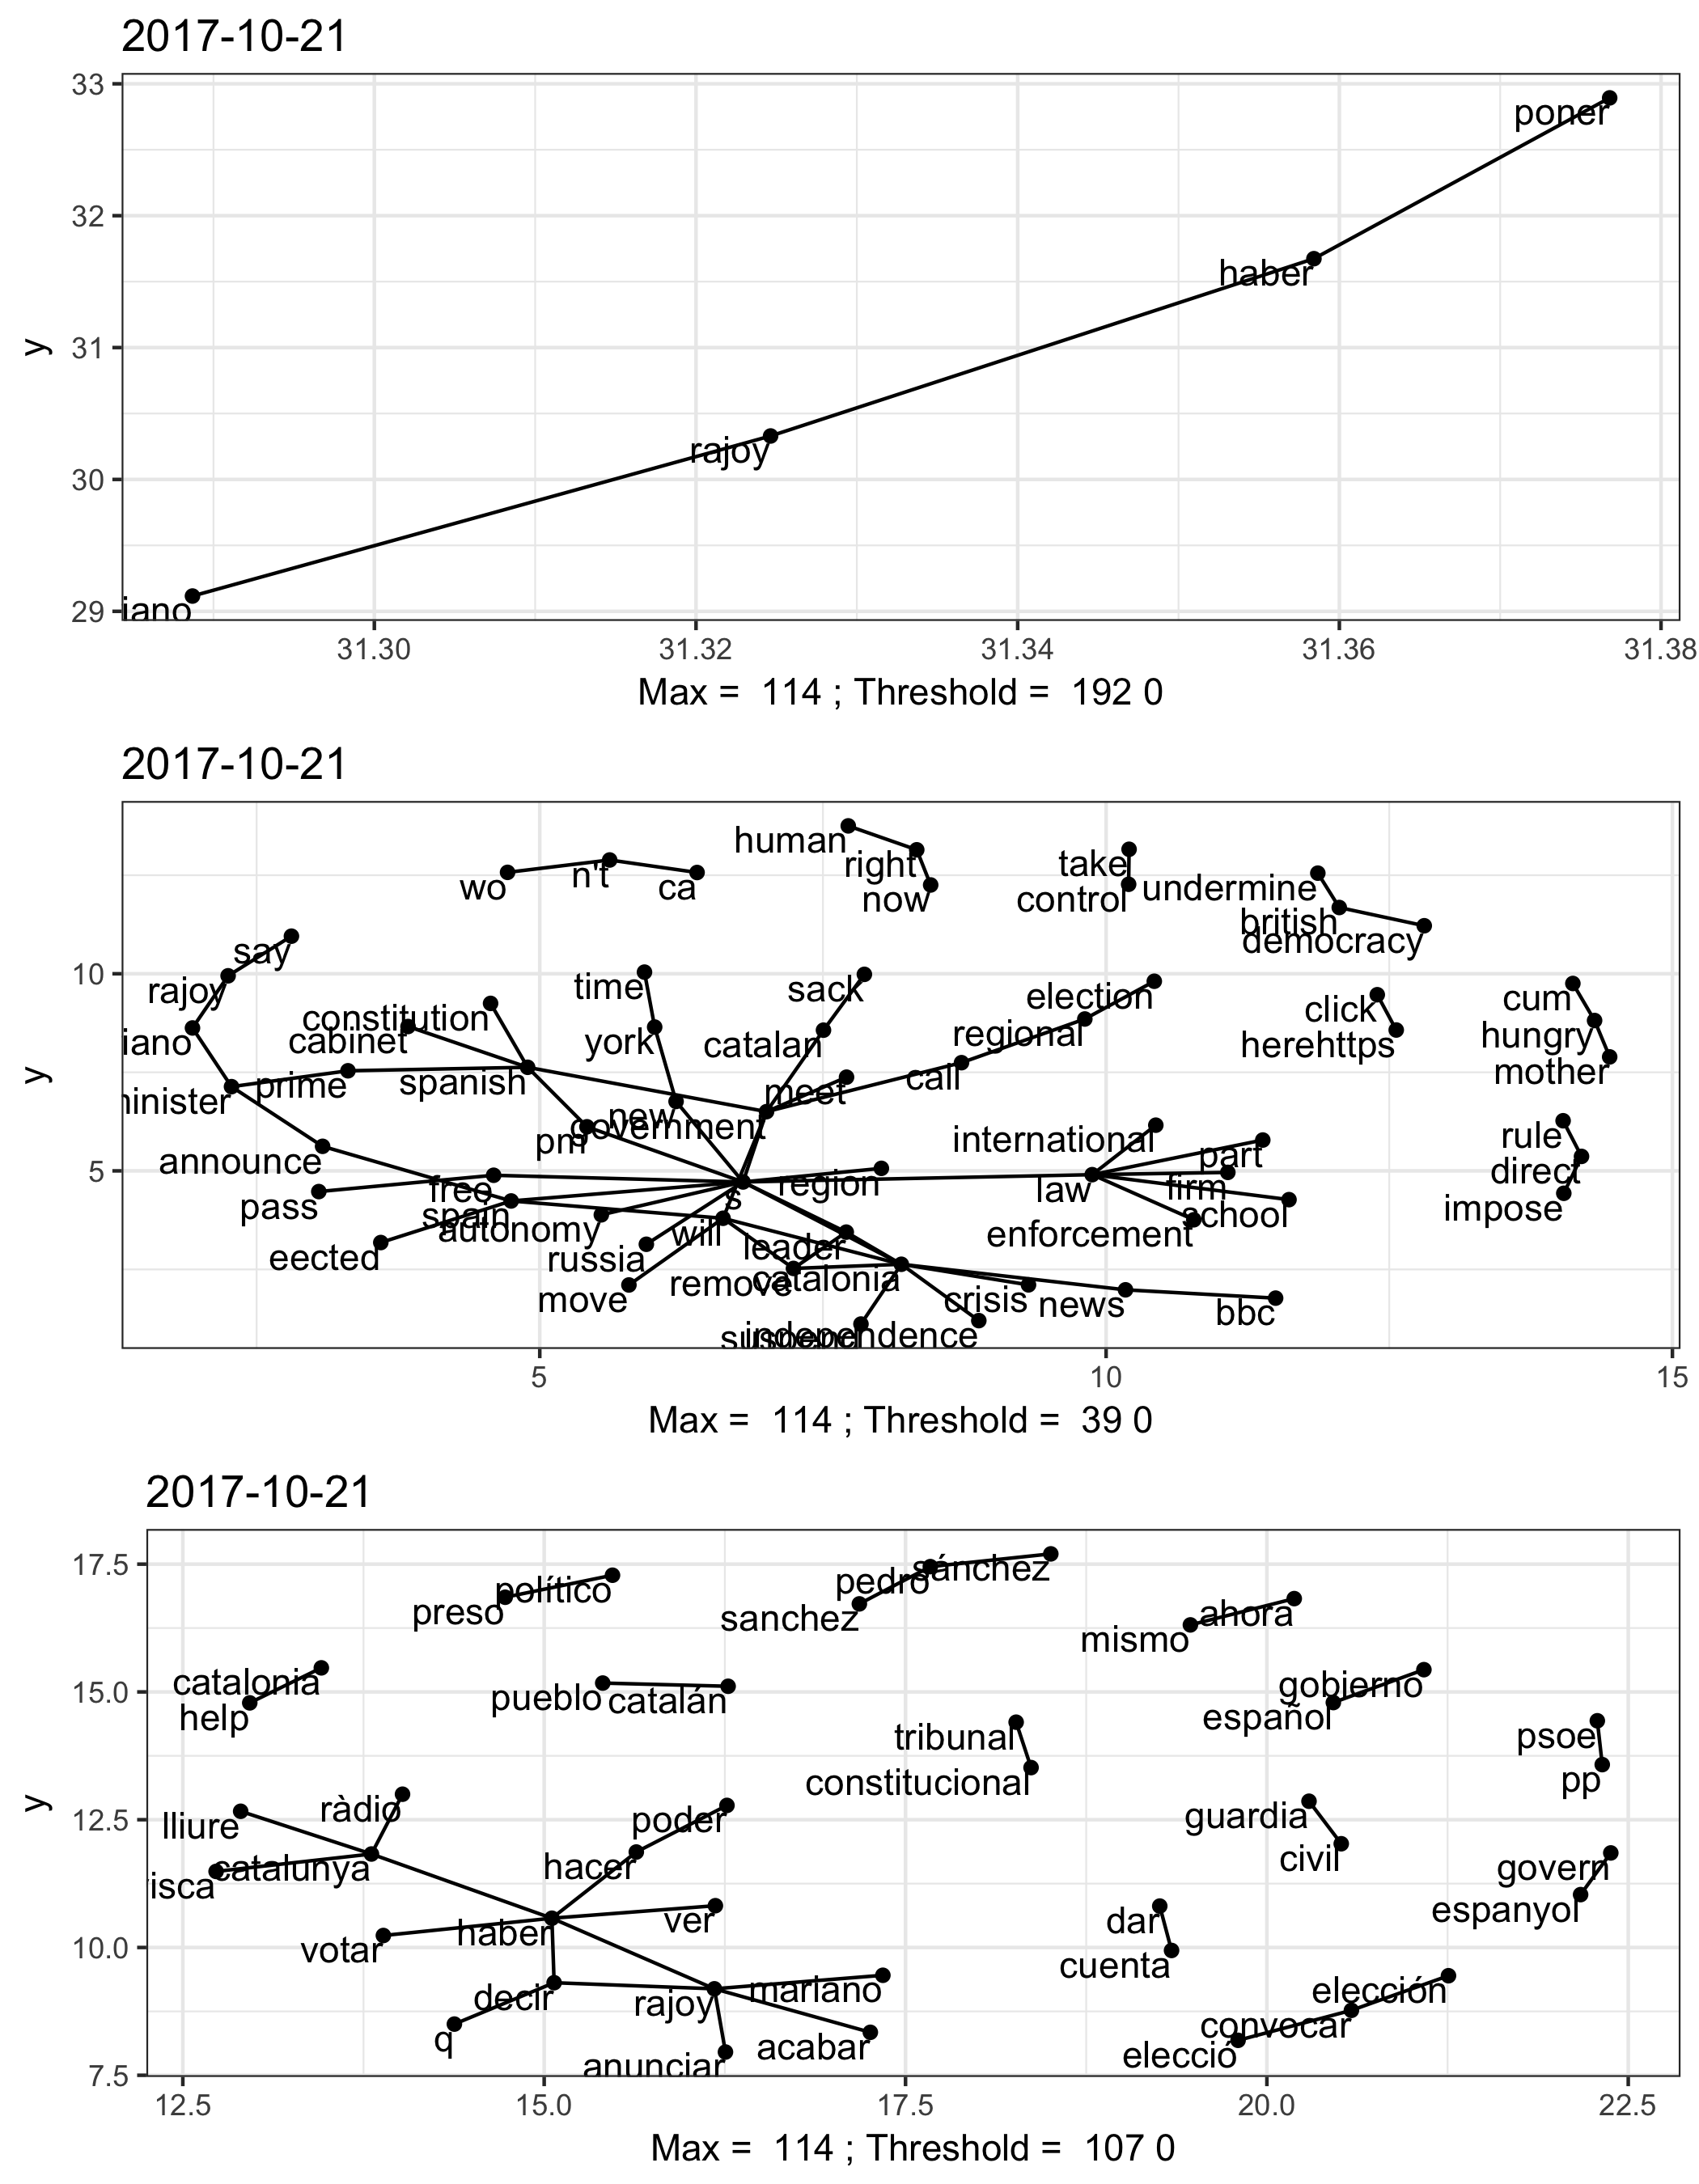 2017-10-21
33
poner
32
haber
31
y
rajoy
30
iano
29
31.30 31.32 31.34 31.36 31.38
Max = 114 ; Threshold = 192 0
2017-10-21
human
wo n't ca
right
take
now
control
undermine
british
democracy
say
10
rajoy
time
sack
election
click
cum
constitution
iano
cabinet
york
catalan
regional
herehttps
hungry
y
inister
prime
spanish
meet
call
mother
new
government
pm
international
part
rule
announce
5
pass
free
s
region
law
firm
direct
spain
autonomy
will
school
impose
eected
russia
leader
enforcement
move
remove
catalonia
crisis
news
bbc
suspend
independence
5 10 15
Max = 114 ; Threshold = 39 0
2017-10-21
17.5
sánchez
pedro
político
preso
sanchez
ahora
mismo
catalonia
15.0
help
pueblo
catalán
gobierno
español
tribunal
psoe
constitucional
pp
y
12.5
lliure
ràdio
poder
guardia
catalunya
isca
hacer
civil
govern
espanyol
haber
ver
dar
votar
10.0
cuenta
decir
rajoy
mariano
elección
q
anunciar
acabar
convocar
elecció
7.5
12.5 15.0 17.5 20.0 22.5
Max = 114 ; Threshold = 107 0